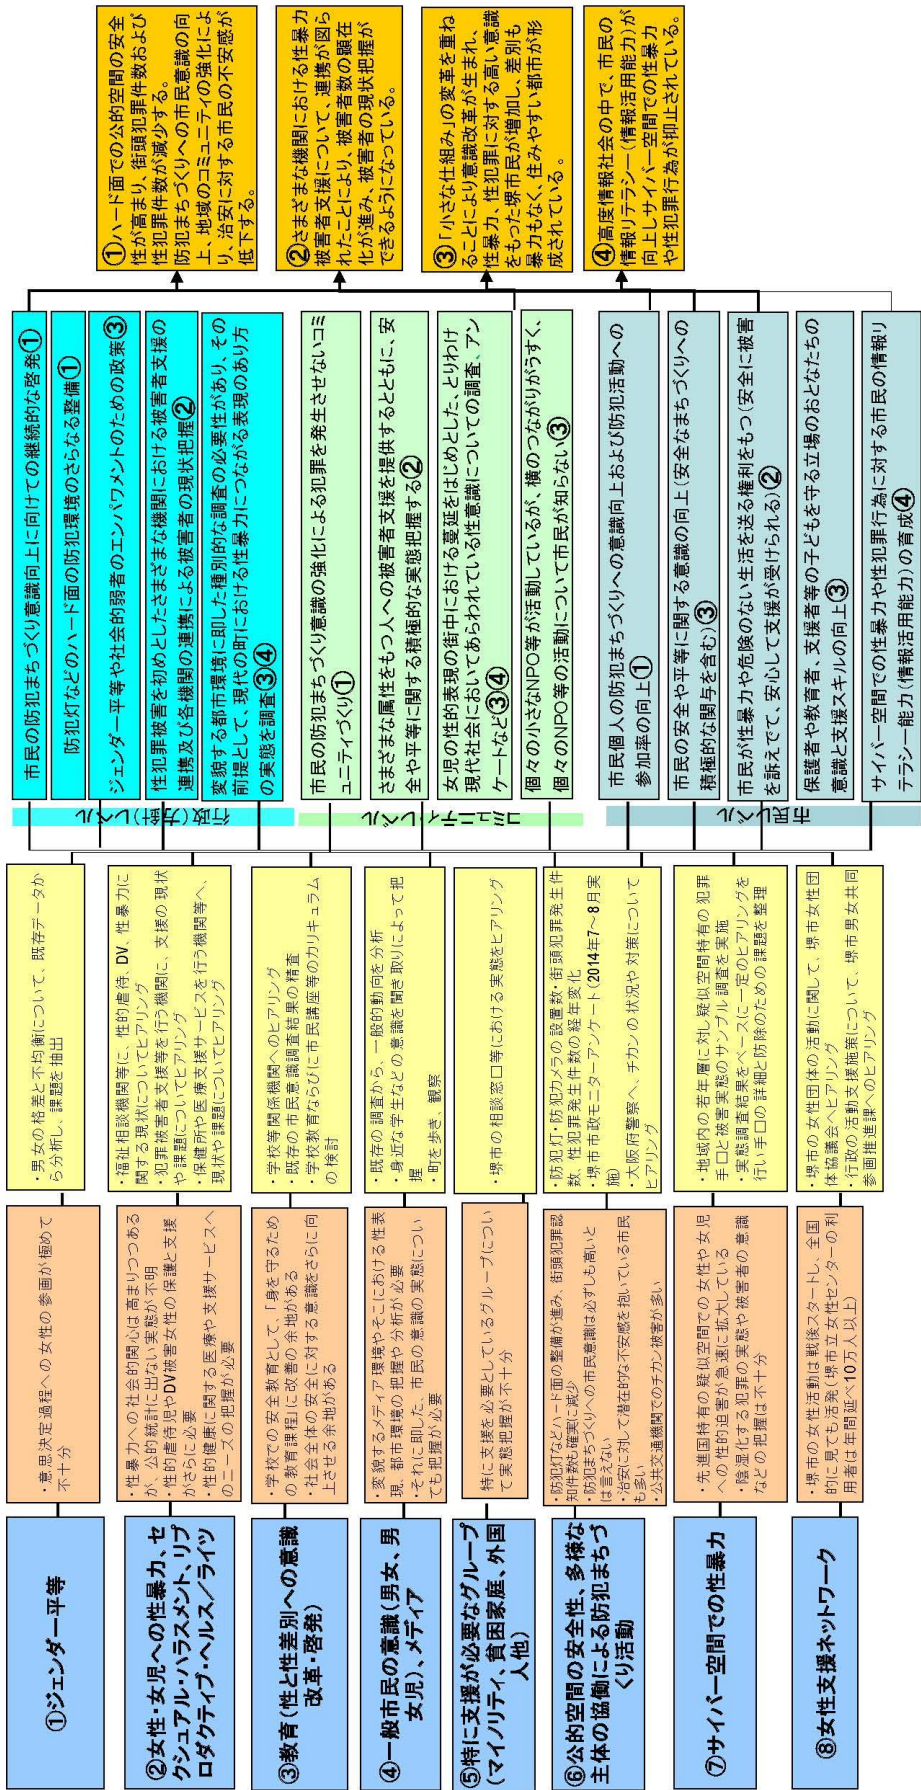 ①ジェンダー平等
・意思決定過程への女性の参画が極めて
不十分
・男女の格差と不均衡について、既存データか
ら分析し、課題を抽出
②女性・女児への性暴力、セ
クシュアル・ハラスメント、リプ
ロダクティブ・ヘルス/ライツ
・性暴力への社会的関心は高まりつつある
が、公的統計に出ない実態が不明
・性的虐待児やDV被害女性の保護と支援
がさらに必要
・性的健康に関する医療や支援サービスへ
のニーズの把握が必要
・福祉相談機関等に、性的虐待、DV、性暴力に
関する現状についてヒアリング
・犯罪被害者支援等を行う機関に、支援の現状
や課題についてヒアリング
・保健所や医療支援サービスを行う機関等へ、
現状や課題についてヒアリング
③教育(性と性差別への意識
改革・啓発)
・学校での安全教育として、「身を守るため
の教育課程」に改善の余地がある
・社会全体の安全に対する意識をさらに向
上させる余地がある
・学校等関係機関へのヒアリング
・既存の市民意識調査結果の精査
・学校教育ならびに市民講座等のカリキュラム
の検討
④一般市民の意識(男女、男
女児)、メディア
・変貌するメディア環境やそこにおける性表
現、都市環境の把握や分析が必要
・それに即した、市民の意識の実態につい
ても把握が必要
・既存の調査から、一般的動向を分析
・身近な学生などの意識を聞き取りによって把
握
・町を歩き、観察
⑤特に支援が必要なグループ
(マイノリティ、貧困家庭、外国
人他)
特に支援を必要としているグループについ
て実態把握が不十分
・堺市の相談窓口等における実態をヒアリング
⑥公的空間の安全性、多様な
主体の協働による防犯まちづ
くり活動
・防犯灯などハード面の整備が進み、街頭犯罪認
知件数も確実に減少
・防犯まちづくりへの市民意識は必ずしも高いと
は言えない
・治安に対して潜在的な不安感を抱いている市民
も多い
・公共交通機関でのチカン被害が多い
・防犯灯・防犯カメラの設置数・街頭犯罪発生件
数、性犯罪発生件数の経年変化
・堺市市政モニターアンケート(2014年7~8月実
施)
・大阪府警察へ、チカンの状況や対策について
ヒアリング
⑦サイバー空間での性暴力
・先進国特有の疑似空間での女性や女児
への性的迫害が急速に拡大している
・陰湿化する犯罪の実態や被害者の意識
などの把握は不十分
・地域内の若年層に対し疑似空間特有の犯罪
手口と被害実態のサンプル調査を実施
・実態調査結果をベースに一定のヒアリングを
行い手口の詳細と防除のための課題を整理
⑧女性支援ネットワーク
・堺市の女性活動は戦後スタートし、全国
的に見ても活発(堺市立女性センターの利
用者は年間延べ10万人以上)
・堺市の女性団体の活動に関して、堺市女性団
体協議会へヒアリング
・行政の活動支援施策について、堺市男女共同
参画推進課へのヒアリング
行政(方針)レベル
市民の防犯まちづくり意識向上に向けての継続的な啓発①
防犯灯などのハード面の防犯環境のさらなる整備①
ジェンダー平等や社会的弱者のエンパワメントのための政策③
性犯罪被害を初めとしたさまざまな機関における被害者支援の
連携及び各機関の連携による被害者の現状把握②
変貌する都市環境に即した種別的な調査の必要性があり、その
前提として、現代の町における性暴力につながる表現のあり方
の実態を調査③④
コミュニティレベル
市民の防犯まちづくり意識の強化による犯罪を発生させないコミ
ュニティづくり①
さまざまな属性をもつ人への被害者支援を提供するとともに、安
全や平等に関する積極的な実態把握する②
女児の性的表現の街中における蔓延をはじめとした、とりわけ
現代社会においてあらわれている性意識についての調査、アン
ケートなど③④
個々の小さなNPO等が活動しているが、横のつながりがうすく、
個々のNPO等の活動について市民が知らない③
市民レベル
市民個人の防犯まちづくりへの意識向上および防犯活動への
参加率の向上①
市民の安全や平等に関する意識の向上(安全なまちづくりへの
積極的な関与を含む)③
市民が性暴力や危険のない生活を送る権利をもつ(安全に被害
を訴えでて、安心して支援が受けられる)②
保護者や教育者、支援者等の子どもを守る立場のおとなたちの
意識と支援スキルの向上③
サイバー空間での性暴力や性犯罪行為に対する市民の情報リ
テラシー能力(情報活用能力)の育成④
①ハード面での公的空間の安全
性が高まり、街頭犯罪件数および
性犯罪件数が減少する。
防犯まちづくりへの市民意識の向
上、地域のコミュニティの強化によ
り、治安に対する市民の不安感が
低下する。
②さまざまな機関における性暴力
被害者支援について、連携が図ら
れたことにより、被害者数の顕在
化が進み、被害者の現状把握が
できるようになっている。
③「小さな仕組み」の変革を重ね
ることにより意識改革が生まれ、
性暴力、性犯罪に対する高い意識
をもった堺市民が増加し、差別も
暴力もなく、住みやすい都市が形
成されている。
④高度情報社会の中で、市民の
情報リテラシー(情報活用能力)が
向上しサイバー空間での性暴力
や性犯罪行為が抑止されている。